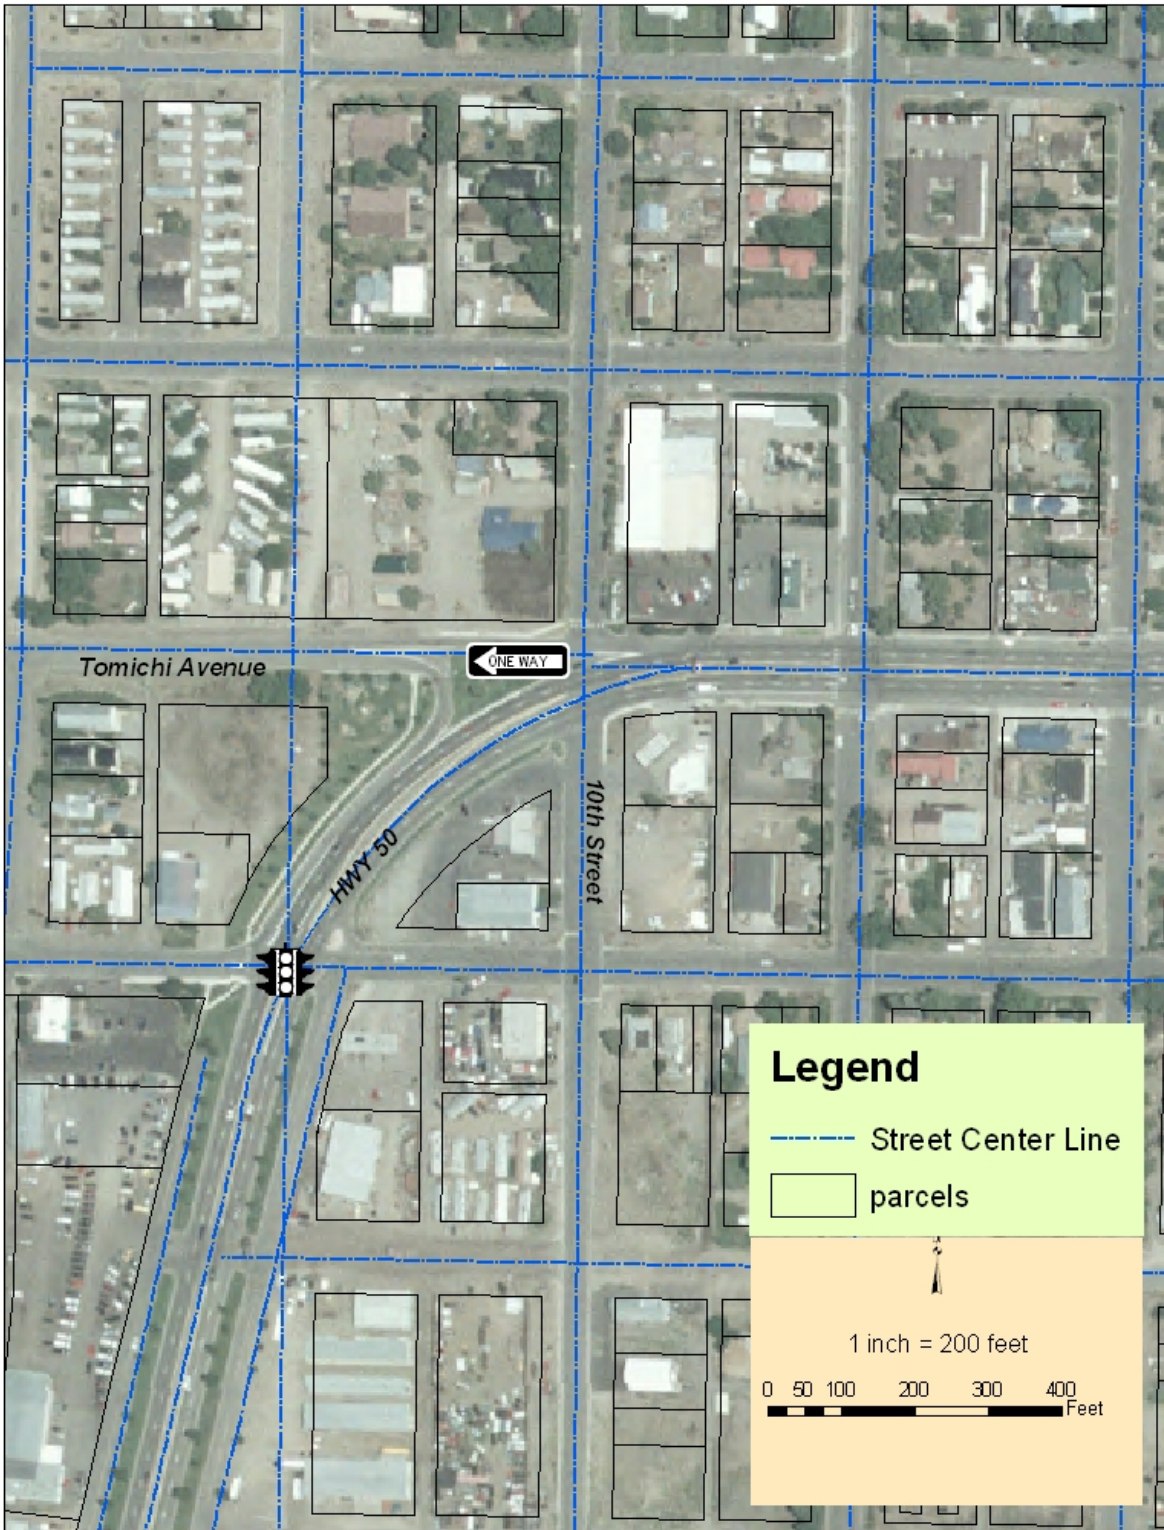 ONE WAY
Tomichi Avenue
10th Street
HWY 50
Legend
Street Center Line
parcels
1 inch = 200 feet
0 50 100 200 300 400
Feet